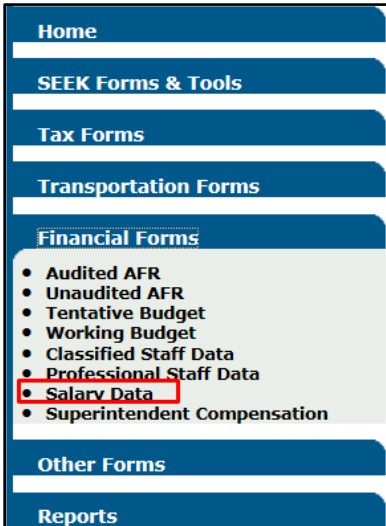 Home
SEEK Forms & Tools
Tax Forms
Transportation Forms
Financial Forms
• Audited AFR
• Unaudited AFR
• Tentative Budget
• Working Budget
• Classified Staff Data
• Professional Staff Data
• Salary Data
• Superintendent Compensation
Other Forms
Reports